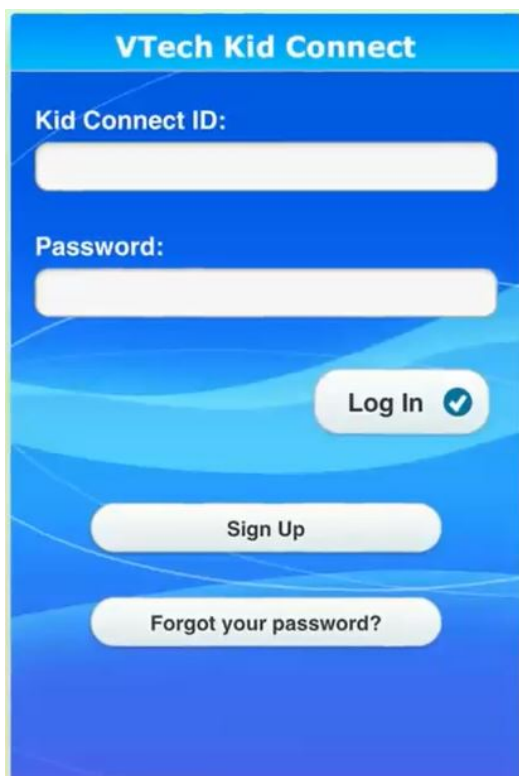 VTech Kid Connect
Kid Connect ID:
Password:
Log In
Sign Up
Forgot your password?